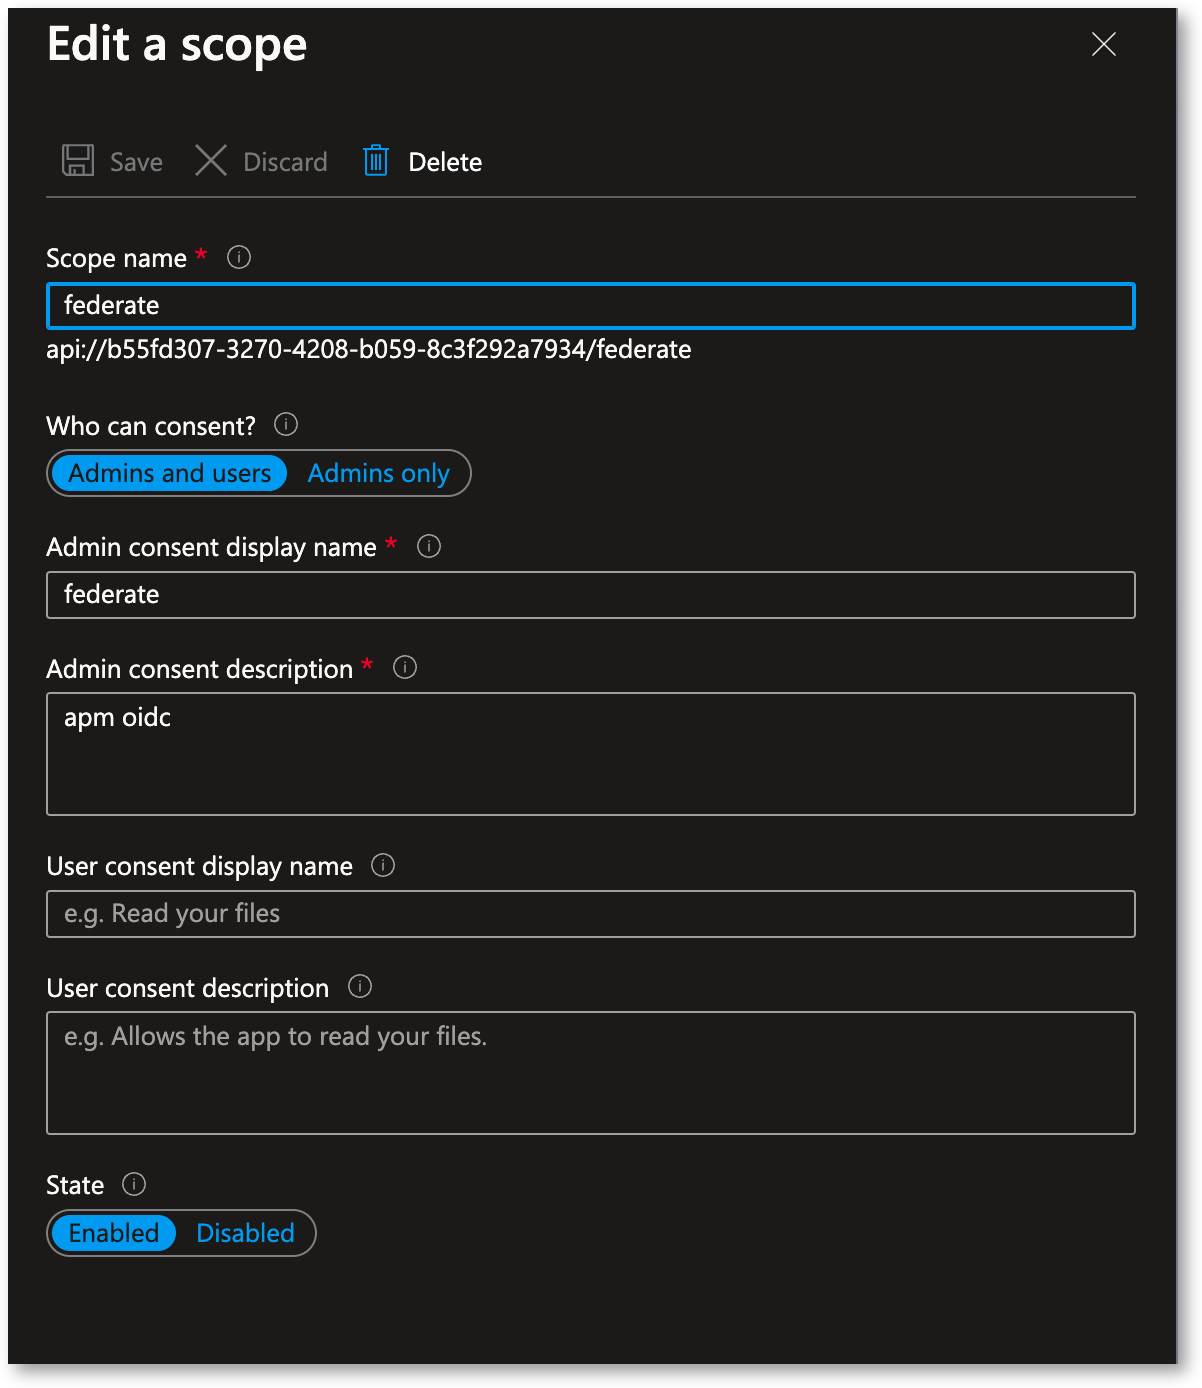 Edit a scope
Save Discard Delete
Scope name *
federate
api://b55fd307-3270-4208-b059-8c3f292a7934/federate
Who can consent?
Admins and users Admins only
Admin consent display name *
federate
Admin consent description *
apm oidc
User consent display name
e.g. Read your files
User consent description
e.g. Allows the app to read your files.
State
Enabled Disabled